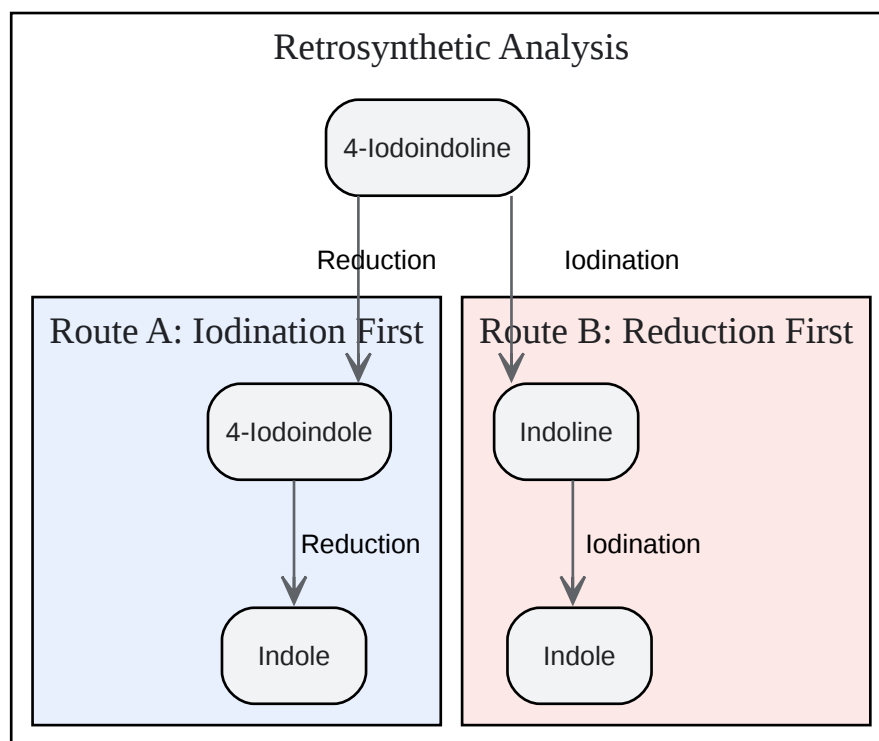 Retrosynthetic Analysis
4-Iodoindoline
Reduction
Iodination
Route A: Iodination First
Route B: Reduction First
4-Iodoindole
Indoline
Reduction
Iodination
Indole
Indole